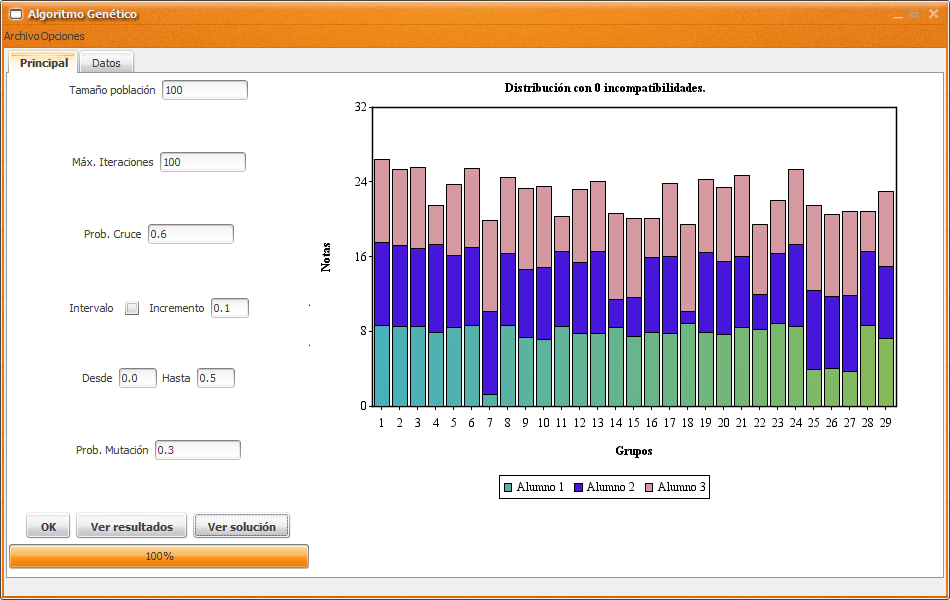 Algoritmo Genético
Archivo Opciones
Principal Datos
Tamaño población 100
Máx. Iteraciones 100
Prob. Cruce 0.6
Intervalo Incremento 0.1
Desde 0.0 Hasta 0.5
Prob. Mutación 0.3
OK Ver resultados Ver solución
100%
Distribución con 0 incompatibilidades.
32
24
16
8
0
Notas
1 2 3 4 5 6 7 8 9 10 11 12 13 14 15 16 17 18 19 20 21 22 23 24 25 26 27 28 29
Grupos
Alumno 1 Alumno 2 Alumno 3